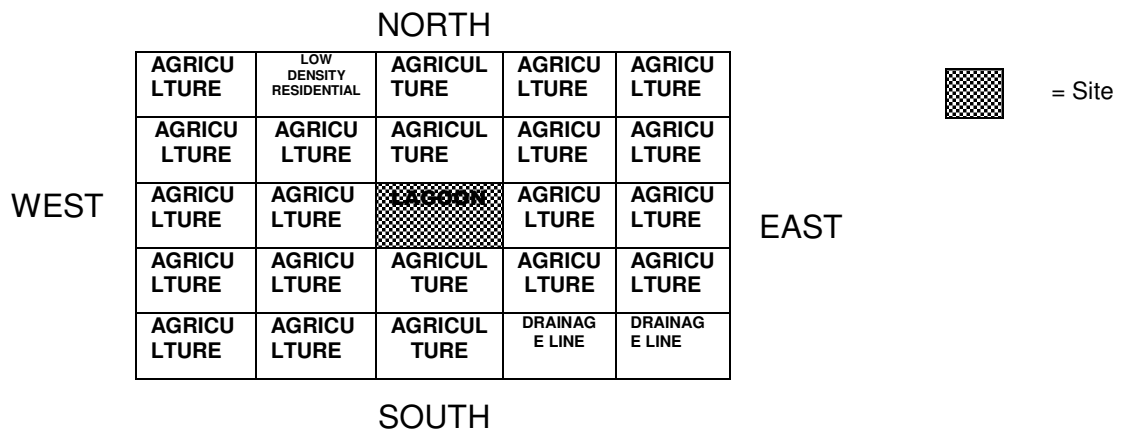 NORTH
AGRICU LOW AGRICUL AGRICU AGRICU
LTURE DENSITY TURE LTURE LTURE
RESIDENTIAL
= Site
AGRICU AGRICU AGRICUL AGRICU AGRICU
LTURE LTURE TURE LTURE LTURE
WEST
AGRICU AGRICU LAGOON AGRICU AGRICU
LTURE LTURE LTURE LTURE
EAST
AGRICU AGRICU AGRICUL AGRICU AGRICU
LTURE LTURE TURE LTURE LTURE
AGRICU AGRICU AGRICUL DRAINAG DRAINAG
LTURE LTURE TURE E LINE E LINE
SOUTH